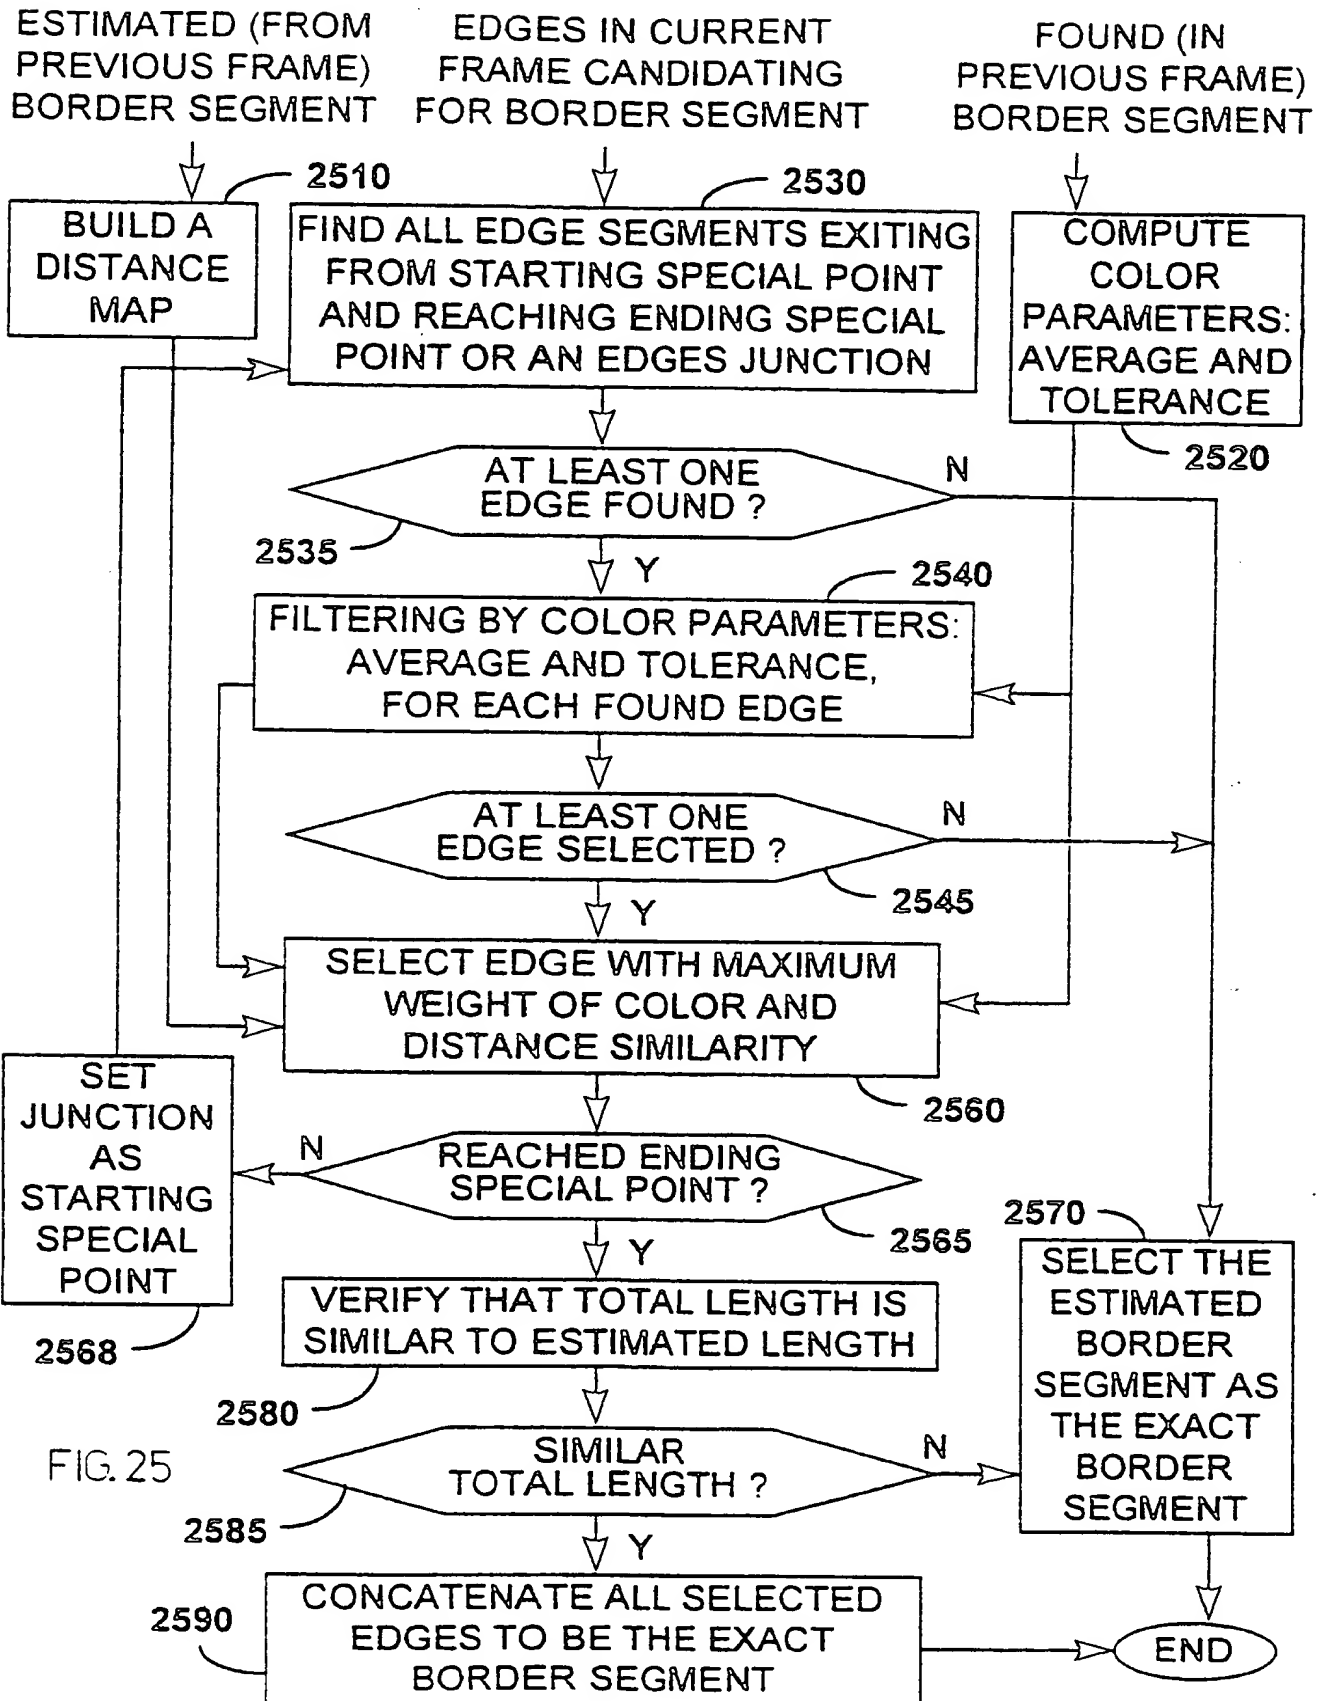 ESTIMATED (FROM
PREVIOUS FRAME)
BORDER SEGMENT
EDGES IN CURRENT
FRAME CANDIDATING
FOR BORDER SEGMENT
FOUND (IN
PREVIOUS FRAME)
BORDER SEGMENT
2510
BUILD A
DISTANCE
MAP
2530
FIND ALL EDGE SEGMENTS EXITING
FROM STARTING SPECIAL POINT
AND REACHING ENDING SPECIAL
POINT OR AN EDGES JUNCTION
COMPUTE
COLOR
PARAMETERS:
AVERAGE AND
TOLERANCE
2520
AT LEAST ONE
EDGE FOUND ?
N
2535
Y
2540
FILTERING BY COLOR PARAMETERS:
AVERAGE AND TOLERANCE,
FOR EACH FOUND EDGE
AT LEAST ONE
EDGE SELECTED ?
N
2545
Y
SELECT EDGE WITH MAXIMUM
WEIGHT OF COLOR AND
DISTANCE SIMILARITY
2560
SET
JUNCTION
AS
STARTING
SPECIAL
POINT
2568
N
REACHED ENDING
SPECIAL POINT ?
2565
Y
2570
SELECT THE
ESTIMATED
BORDER
SEGMENT AS
THE EXACT
BORDER
SEGMENT
VERIFY THAT TOTAL LENGTH IS
SIMILAR TO ESTIMATED LENGTH
2580
FIG. 25
SIMILAR
TOTAL LENGTH ?
N
2585
Y
2590
CONCATENATE ALL SELECTED
EDGES TO BE THE EXACT
BORDER SEGMENT
END